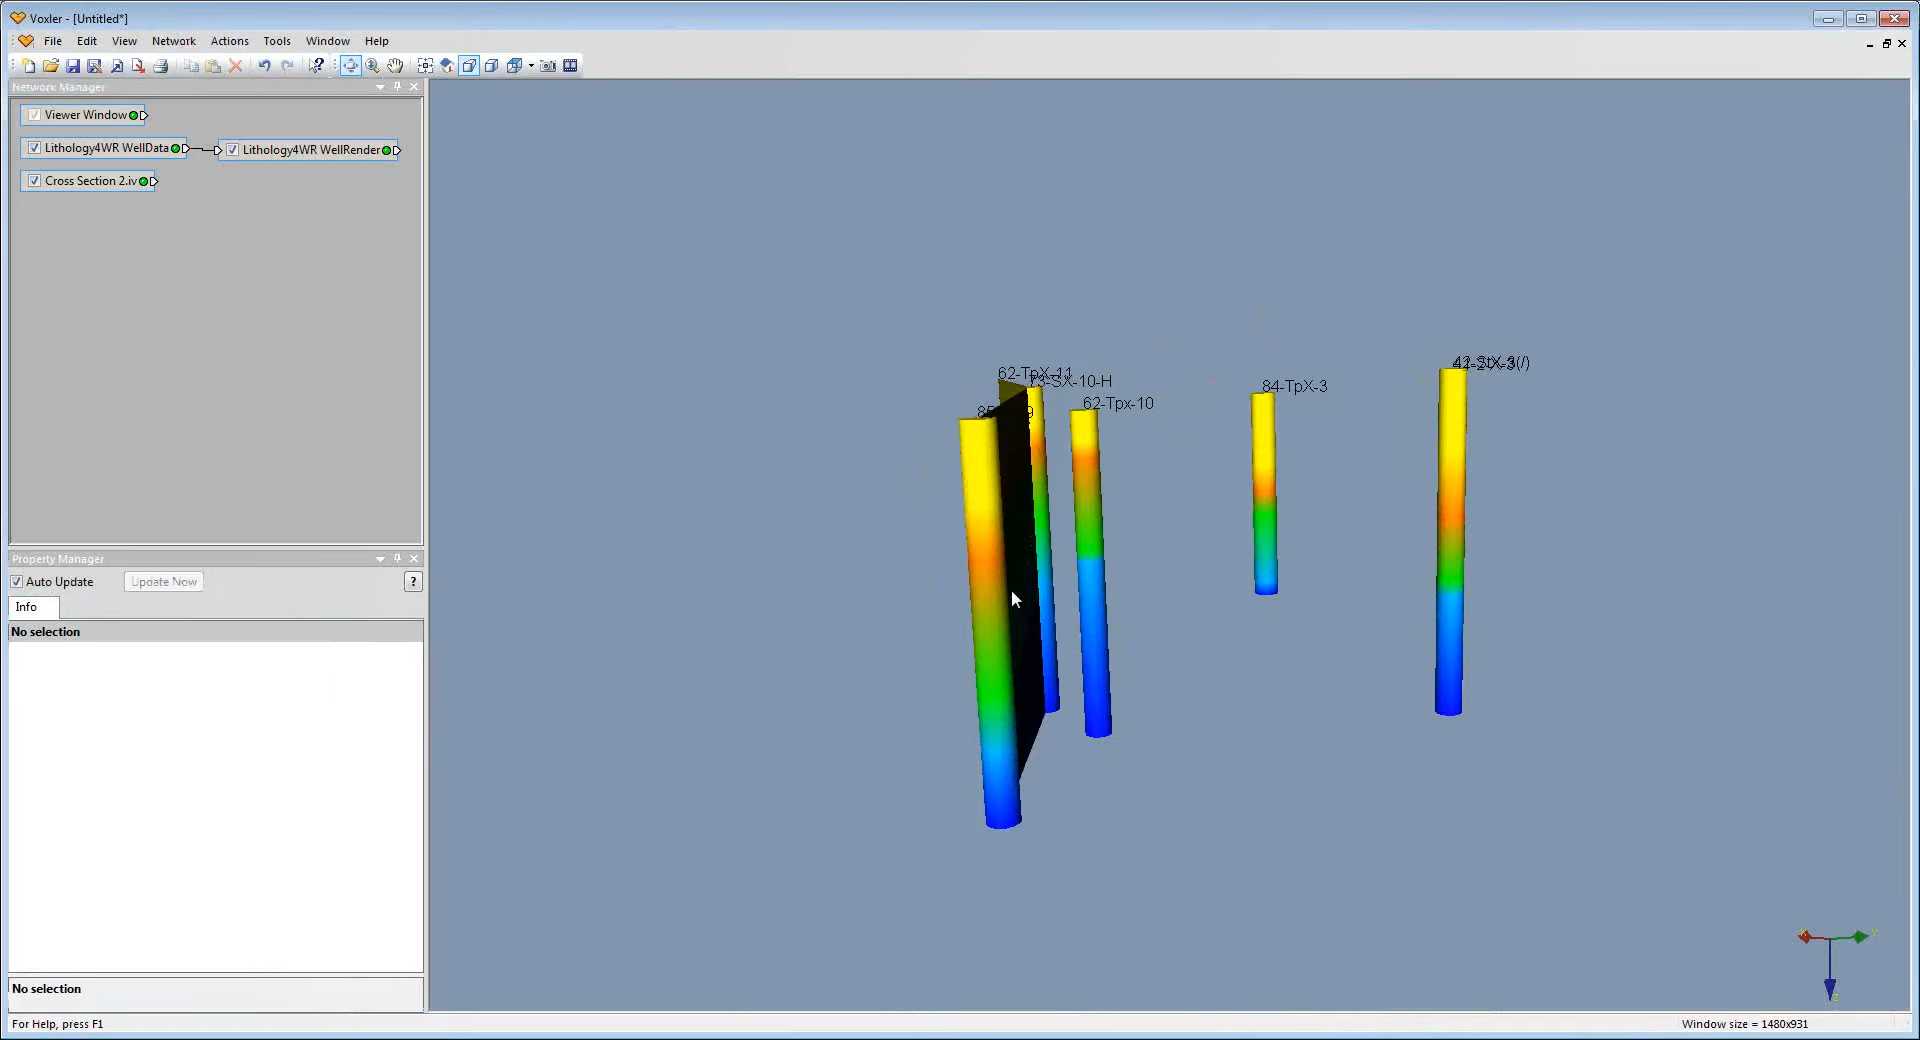 Voxler - [Untitled*]
File Edit View Network Actions Tools Window Help
Network Manager
Viewer Window
Lithology4WR WellData
Lithology4WR WellRender
Cross Section 2.iv
Property Manager
Auto Update Update Now ?
Info
No selection
No selection
62-TpX-11
73-SX-10-H
62-Tpx-10
84-TpX-3
Z
For Help, press F1
Window size = 1480x931